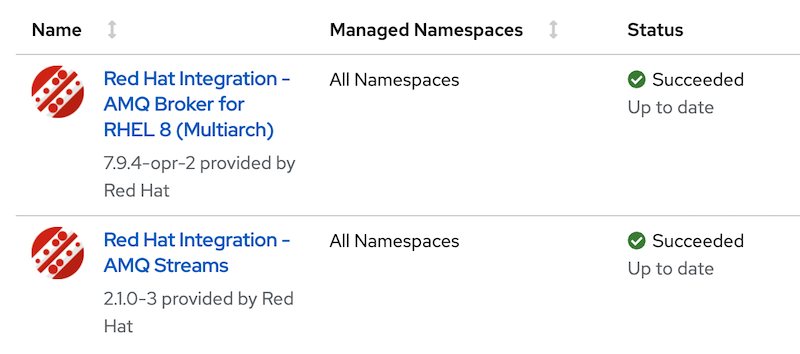 Name Managed Namespaces Status
Red Hat Integration - All Namespaces Succeeded
AMQ Broker for Up to date
RHEL 8 (Multiarch)
7.9.4-opr-2 provided by
Red Hat
Red Hat Integration - All Namespaces Succeeded
AMQ Streams Up to date
2.1.0-3 provided by Red
Hat